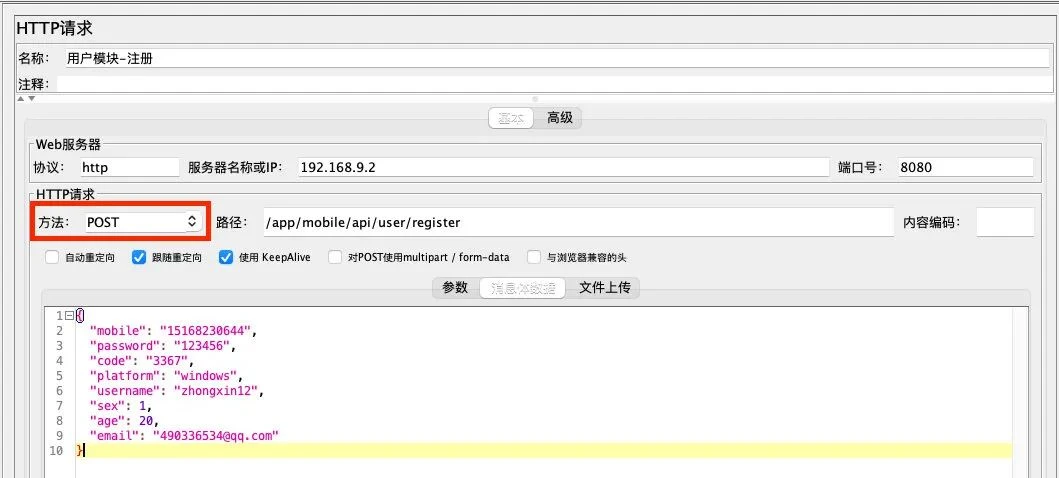 HTTP请求
名称： 用户模块-注册
注释：
基本 高级
Web服务器
协议： http 服务器名称或IP： 192.168.9.2 端口号： 8080
HTTP请求
方法： POST 路径： /app/mobile/api/user/register 内容编码：
自动重定向 跟随重定向 使用 KeepAlive 对POST使用multipart / form-data 与浏览器兼容的头
参数 消息体数据 文件上传
1 {
2 "mobile": "15168230644",
3 "password": "123456",
4 "code": "3367",
5 "platform": "windows",
6 "username": "zhongxin12",
7 "sex": 1,
8 "age": 20,
9 "email": "490336534@qq.com"
10 }